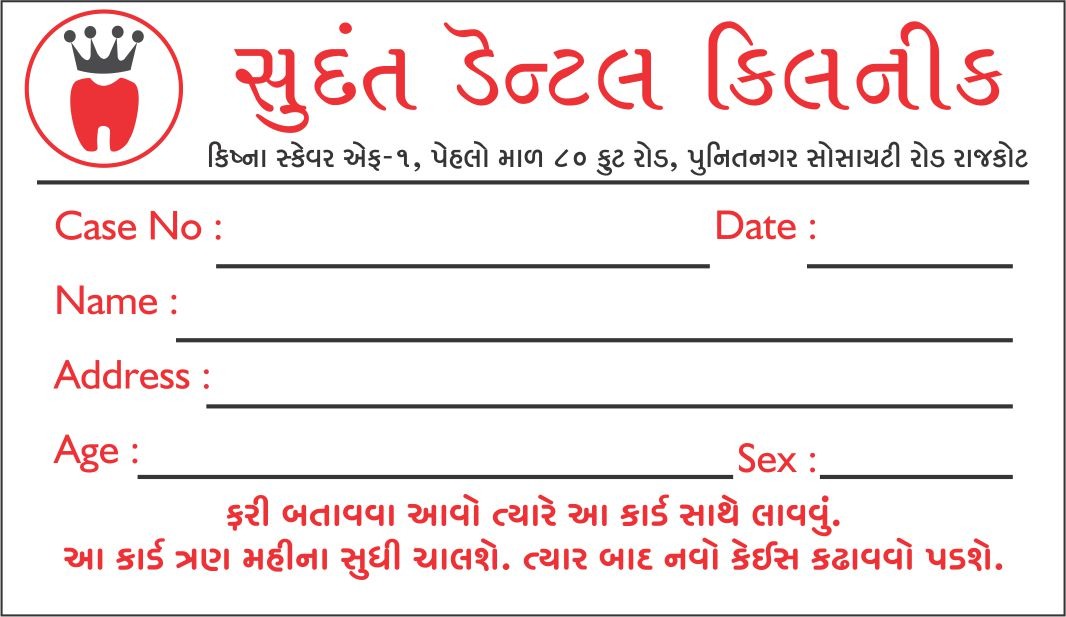 સુદંત ડેન્ટલ કિલનીક
કિષ્ના સ્કેવર એફ-૧, પેહલો માળ ૮૦ ફુટ રોડ, પુનિતનગર સોસાયટી રોડ રાજકોટ
Case No : Date :
Name :
Address :
Age : Sex :
ફરી બતાવવા આવો ત્યારે આ કાર્ડ સાથે લાવવું.
આ કાર્ડ ત્રણ મહીના સુધી ચાલશે. ત્યાર બાદ નવો કેઈસ કઢાવવો પડશે.